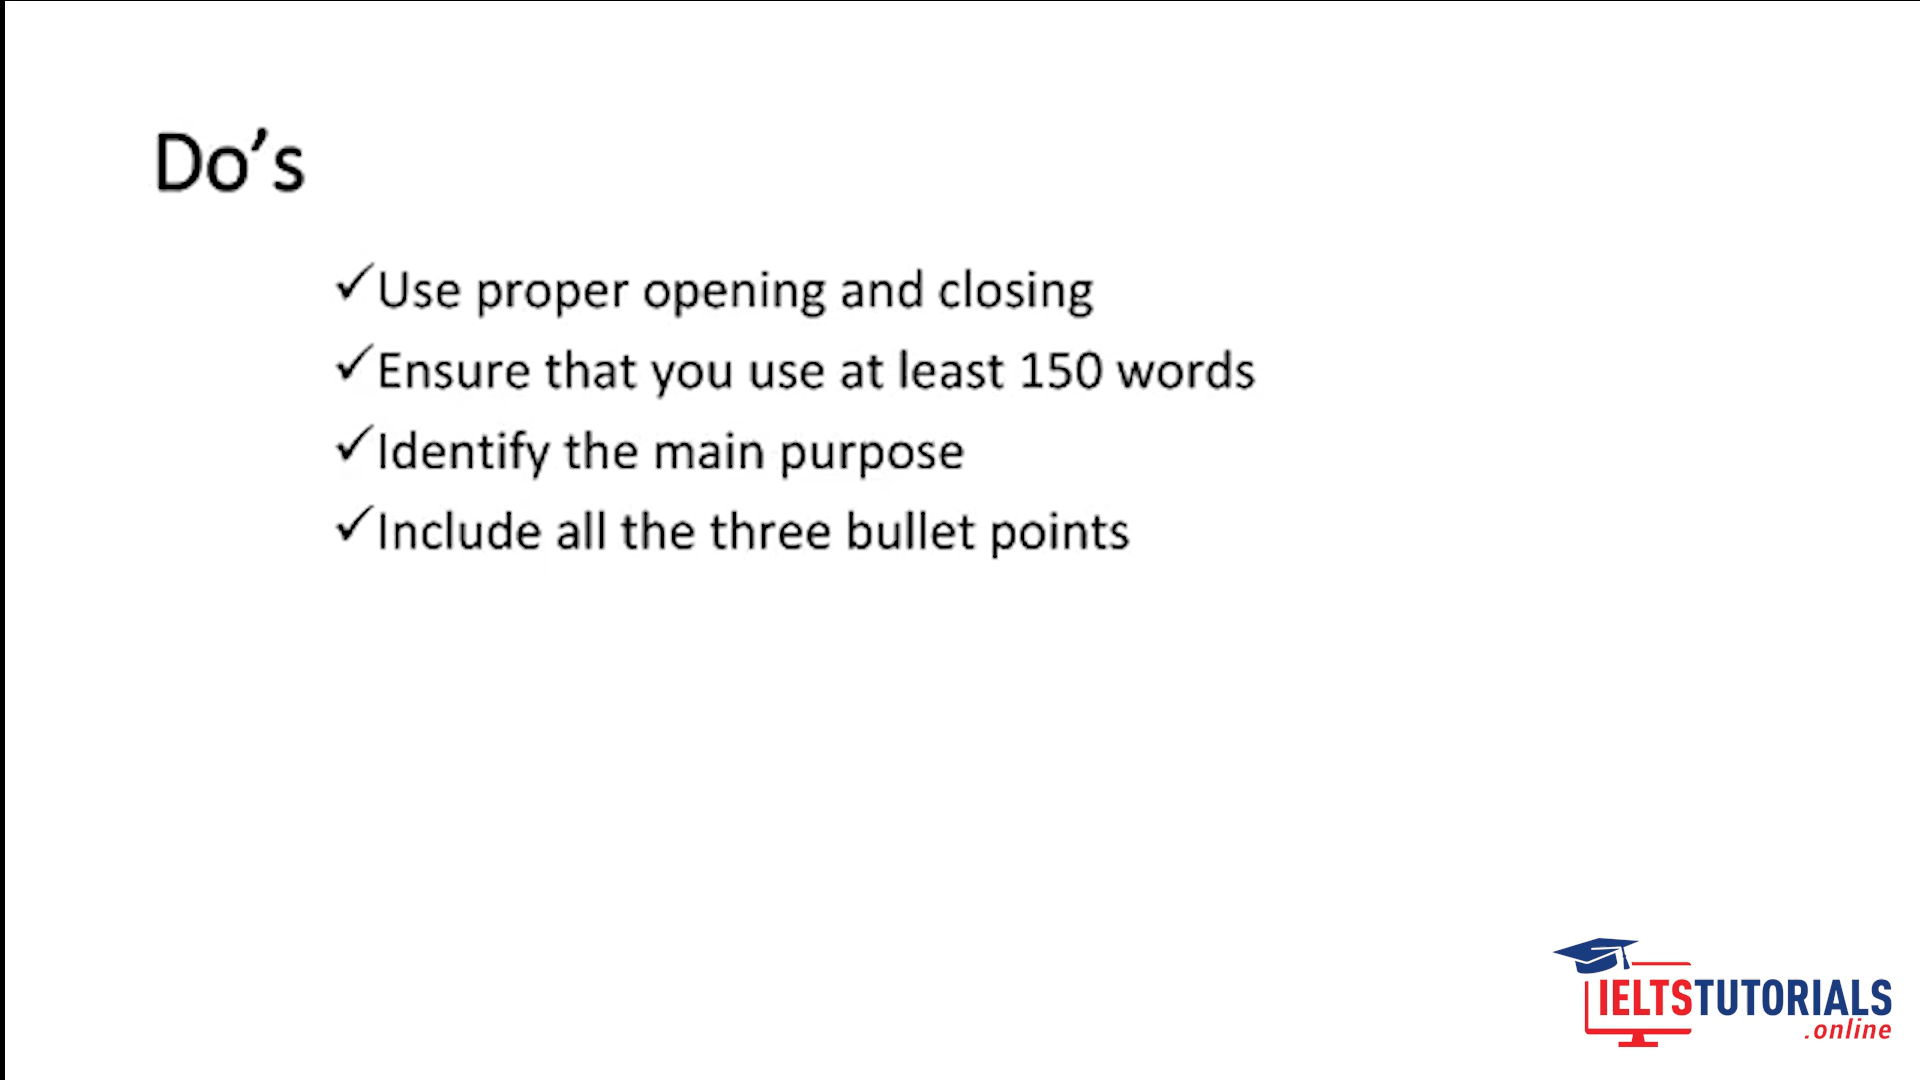 Do’s
✓Use proper opening and closing
✓Ensure that you use at least 150 words
✓Identify the main purpose
✓Include all the three bullet points
IELTSTUTORIALS
.online